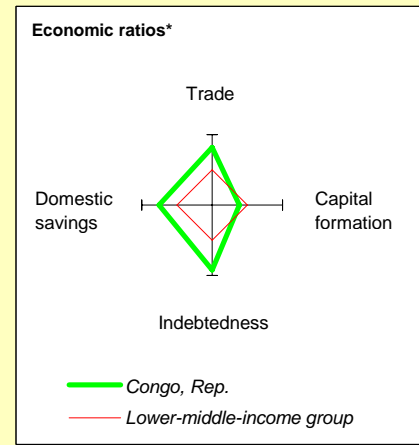 Economic ratios*
Trade
Domestic
savings
Capital
formation
Indebtedness
Congo, Rep.
Lower-middle-income group